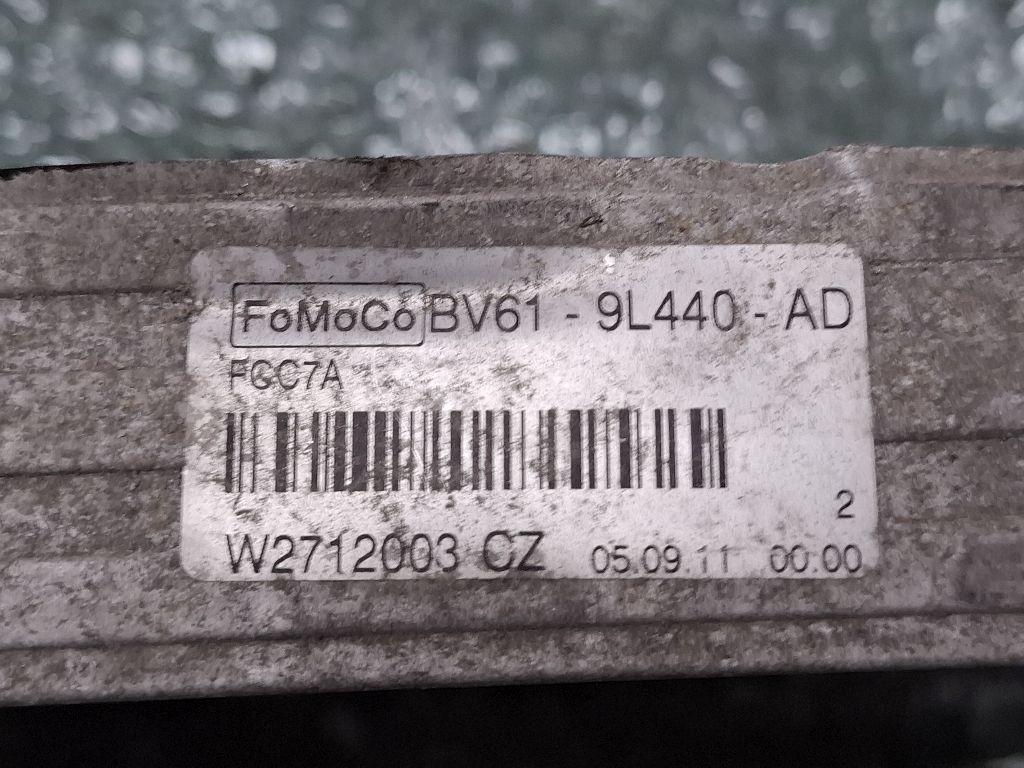 FoMoCo BV61 - 9L440 - AD
FGC7A
2
W2712003 CZ 05.09.11 00:00